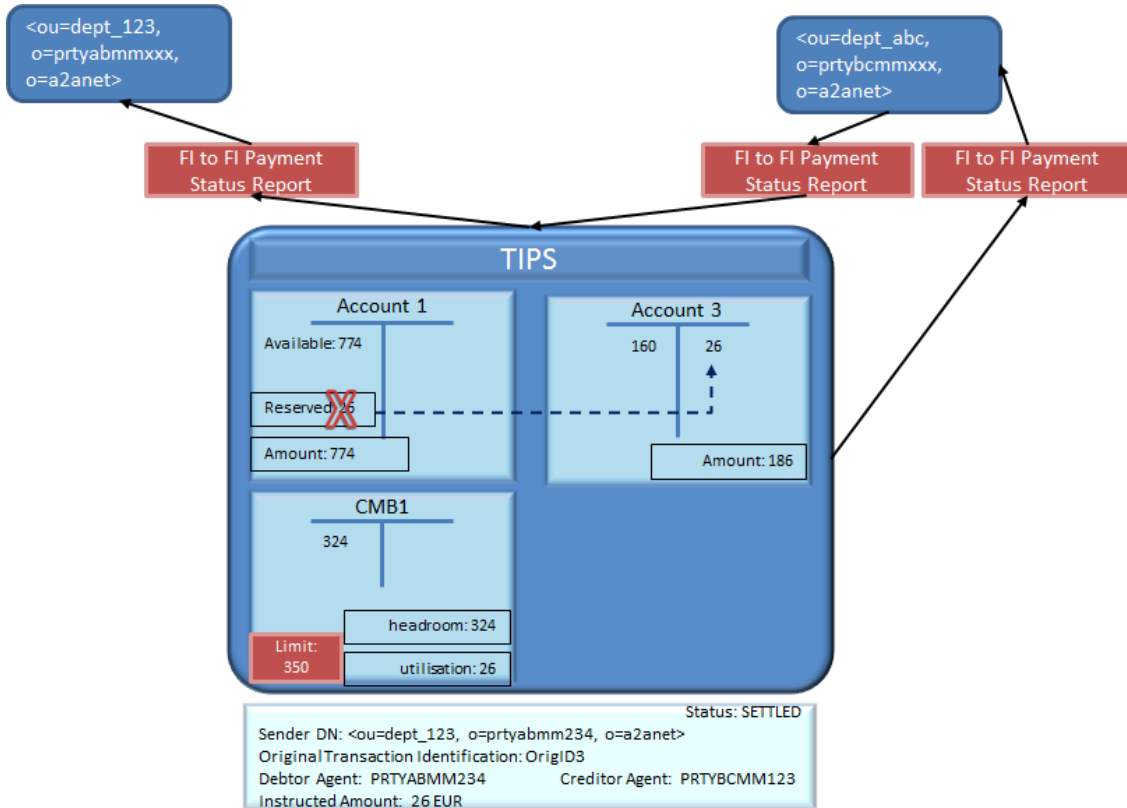 <ou=dept_123,
o=prtyabmmxxx,
o=a2anet>
<ou=dept_abc,
o=prtybcmmxxx,
o=a2anet>
FI to FI Payment
Status Report
FI to FI Payment
Status Report
FI to FI Payment
Status Report
TIPS
Account 1
Available: 774
Reserved: 26
X
Amount: 774
Account 3
160 26
Amount: 186
CMB1
324
headroom: 324
Limit:
350
utilisation: 26
Status: SETTLED
Sender DN: <ou=dept_123, o=prtyabmm234, o=a2anet>
Original Transaction Identification: OrigID3
Debtor Agent: PRTYABMM234 Creditor Agent: PRTYBCMM123
Instructed Amount: 26 EUR